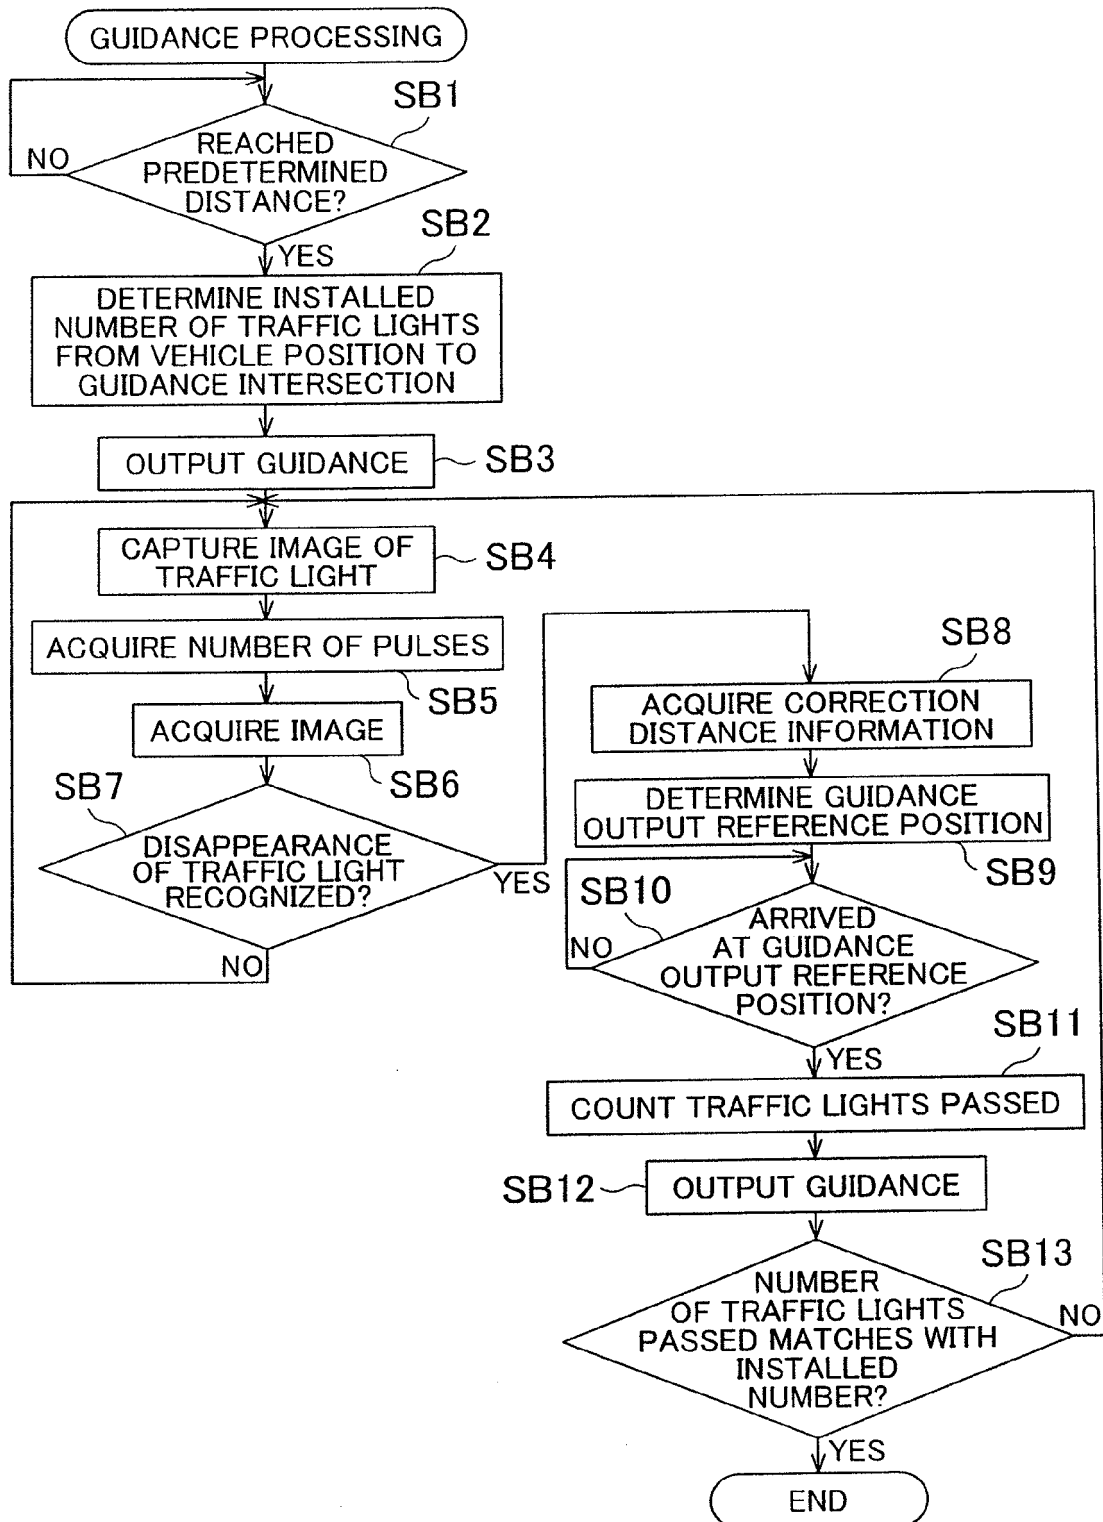 GUIDANCE PROCESSING
SB1
REACHED
PREDETERMINED
DISTANCE?
NO
YES
SB2
DETERMINE INSTALLED
NUMBER OF TRAFFIC LIGHTS
FROM VEHICLE POSITION TO
GUIDANCE INTERSECTION
OUTPUT GUIDANCE
SB3
CAPTURE IMAGE OF
TRAFFIC LIGHT
SB4
ACQUIRE NUMBER OF PULSES
SB5
ACQUIRE IMAGE
SB6
SB7
DISAPPEARANCE
OF TRAFFIC LIGHT
RECOGNIZED?
YES
NO
SB8
ACQUIRE CORRECTION
DISTANCE INFORMATION
DETERMINE GUIDANCE
OUTPUT REFERENCE POSITION
SB9
SB10
ARRIVED
AT GUIDANCE
OUTPUT REFERENCE
POSITION?
NO
YES
SB11
COUNT TRAFFIC LIGHTS PASSED
SB12
OUTPUT GUIDANCE
SB13
NUMBER
OF TRAFFIC LIGHTS
PASSED MATCHES WITH
INSTALLED
NUMBER?
NO
YES
END